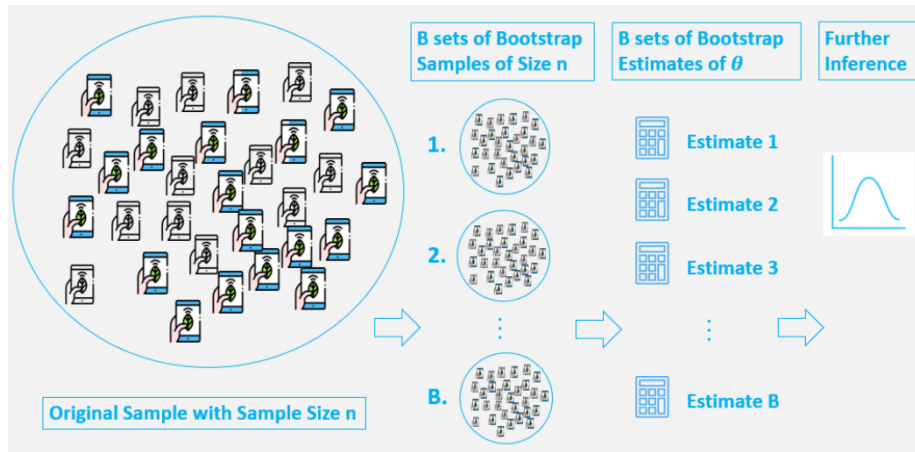 B sets of Bootstrap
Samples of Size n
B sets of Bootstrap
Estimates of θ
Further
Inference
1.
Estimate 1
Estimate 2
2.
Estimate 3
⋮
⋮
B.
Estimate B
Original Sample with Sample Size n